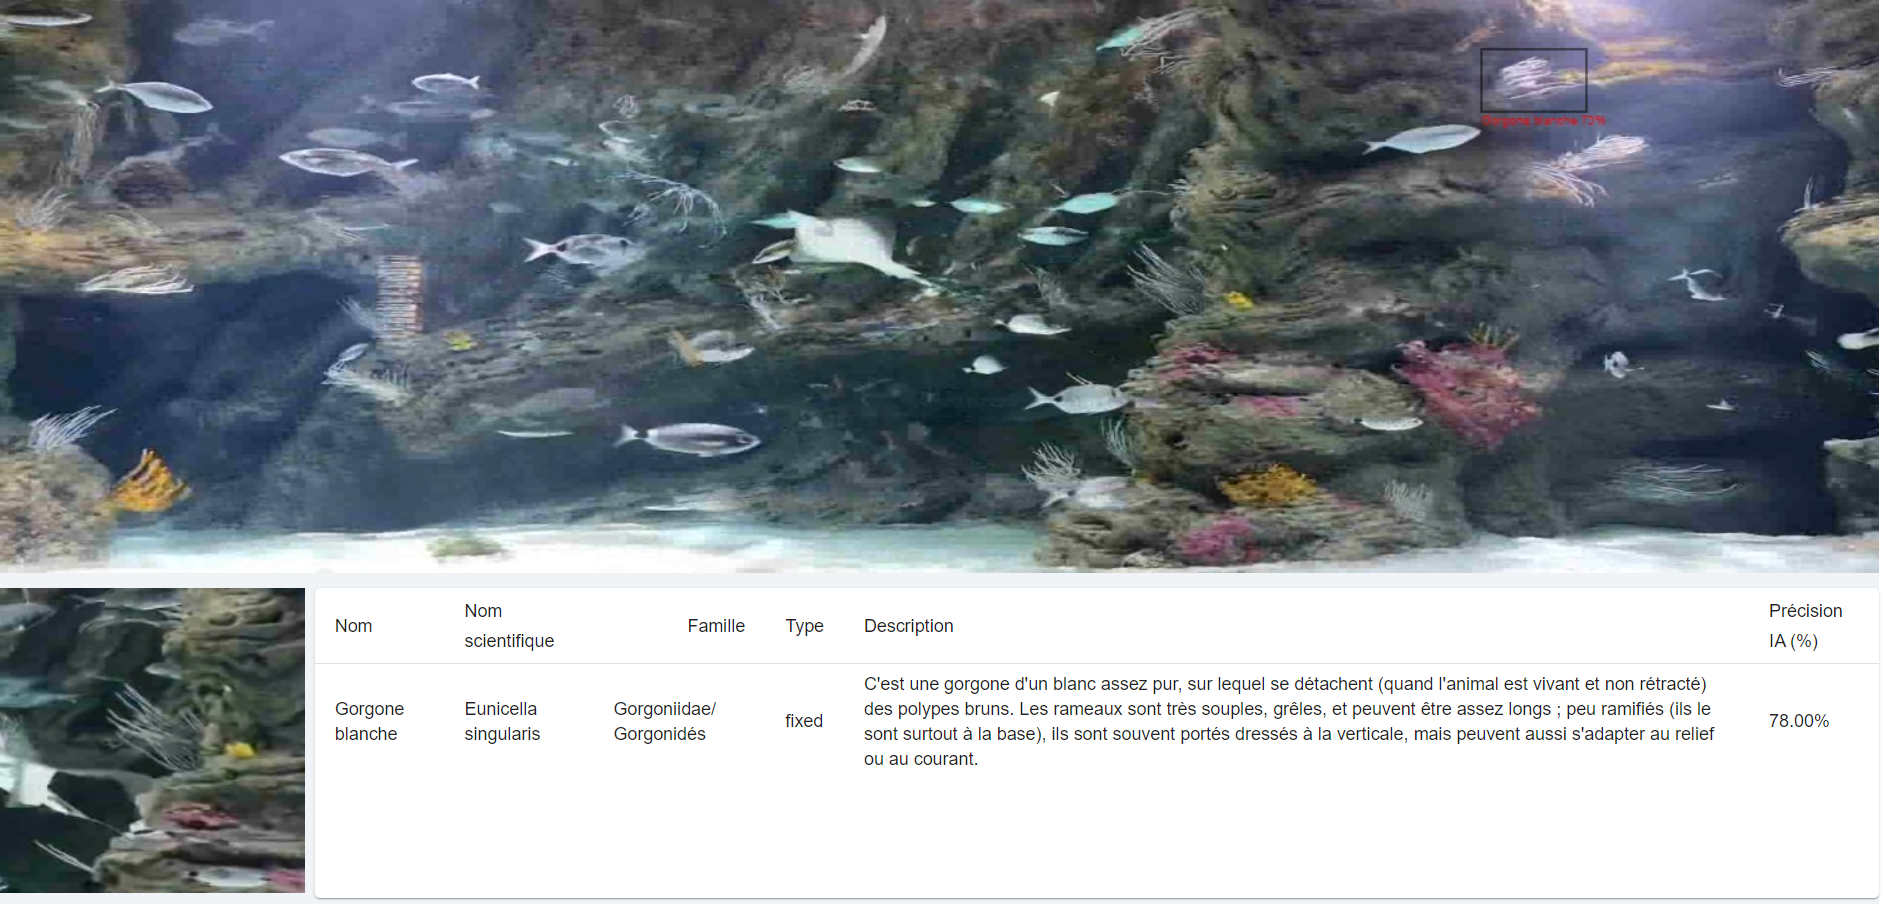 Gorgone blanche 73%
Nom
Nom
scientifique
Famille
Type
Description
Précision
IA (%)
Gorgone
blanche
Eunicella
singularis
Gorgoniidae/
Gorgonidés
fixed
C'est une gorgone d'un blanc assez pur, sur lequel se détachent (quand l'animal est vivant et non rétracté)
des polypes bruns. Les rameaux sont très souples, grêles, et peuvent être assez longs ; peu ramifiés (ils le
sont surtout à la base), ils sont souvent portés dressés à la verticale, mais peuvent aussi s'adapter au relief
ou au courant.
78.00%